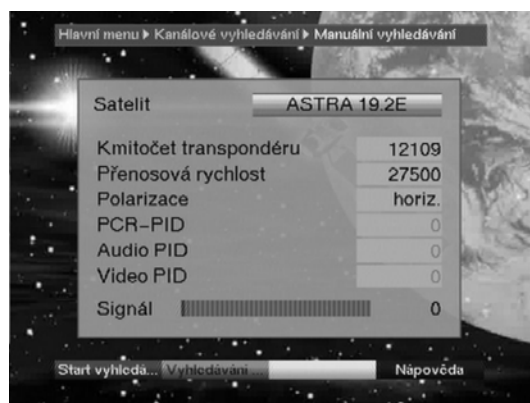 Hlavní menu ▶ Kanálové vyhledávání ▶ Manuální vyhledávání
Satelit ASTRA 19.2E
Kmitočet transpondéru 12109
Přenosová rychlost 27500
Polarizace horiz.
PCR-PID 0
Audio PID 0
Video PID 0
Signál 0
Start vyhledá... Vyhledávání ... Nápověda